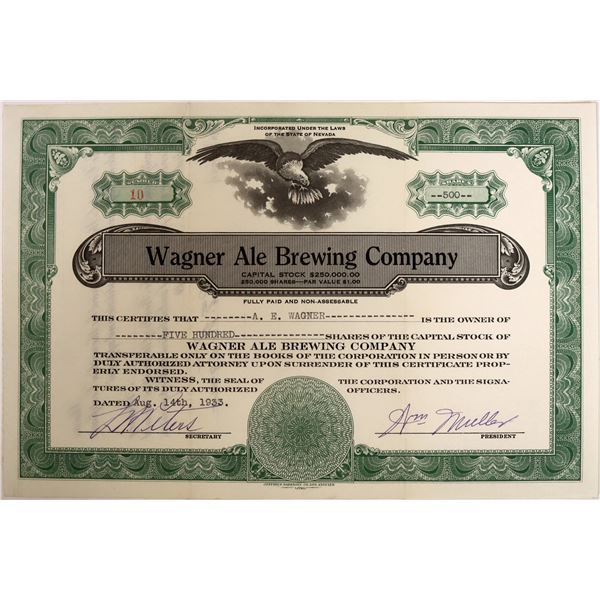 INCORPORATED UNDER THE LAWS
OF THE STATE OF NEVADA
NUMBER
10
SHARES
--500--
Wagner Ale Brewing Company
CAPITAL STOCK $250,000.00
250,000 SHARES—PAR VALUE $1.00
FULLY PAID AND NON-ASSESSABLE
THIS CERTIFIES THAT ---------A. E. WAGNER--------------- IS THE OWNER OF
-----FIVE HUNDRED--------------SHARES OF THE CAPITAL STOCK OF
WAGNER ALE BREWING COMPANY
TRANSFERABLE ONLY ON THE BOOKS OF THE CORPORATION IN PERSON OR BY
DULY AUTHORIZED ATTORNEY UPON SURRENDER OF THIS CERTIFICATE PROP-
ERLY ENDORSED.
WITNESS, THE SEAL OF THE CORPORATION AND THE SIGNA-
TURES OF ITS DULY AUTHORIZED OFFICERS.
DATED Aug. 14th, 1933.
Wm Muller
SECRETARY
PRESIDENT